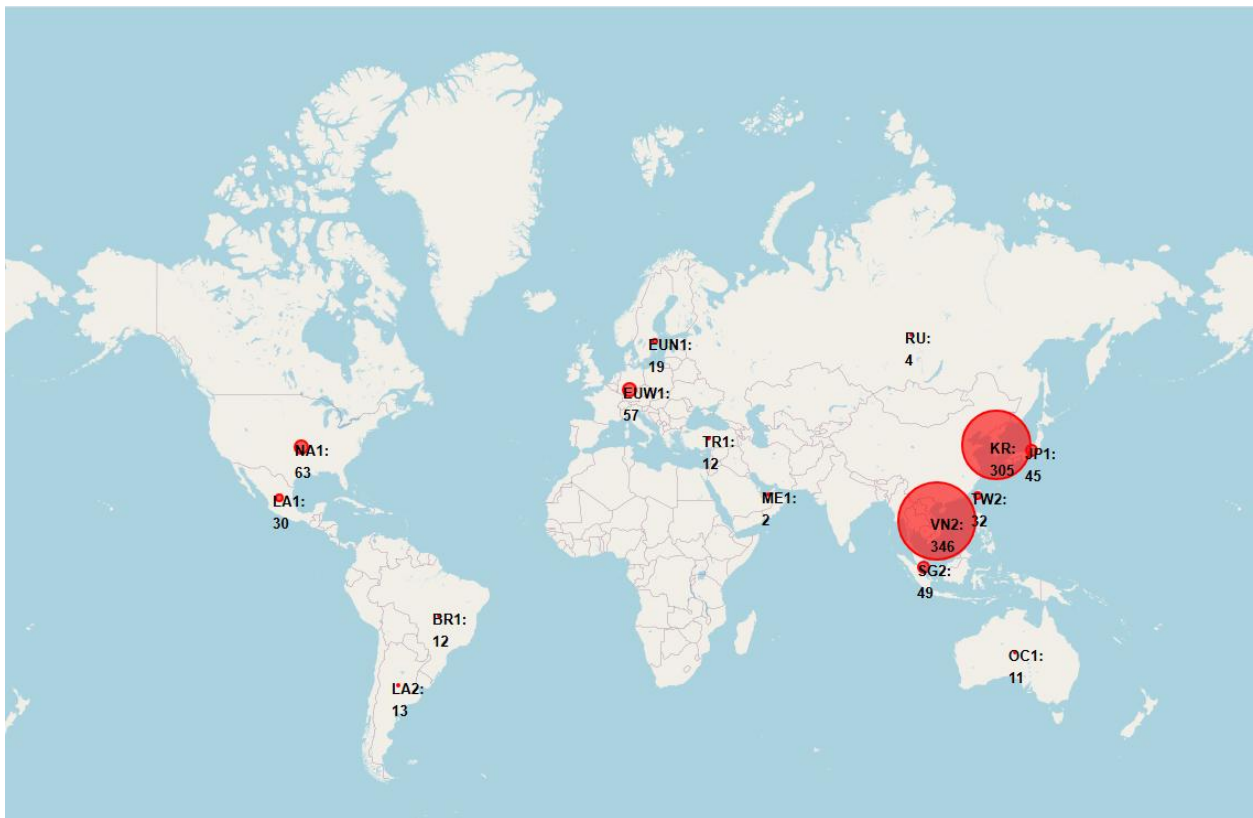 RU:
4
EUN1:
19
EUW1:
57
TR1:
12
KR:
305
JP1:
45
NA1:
63
LA1:
30
ME1:
2
TW2:
32
VN2:
346
SG2:
49
BR1:
12
OC1:
11
LA2:
13